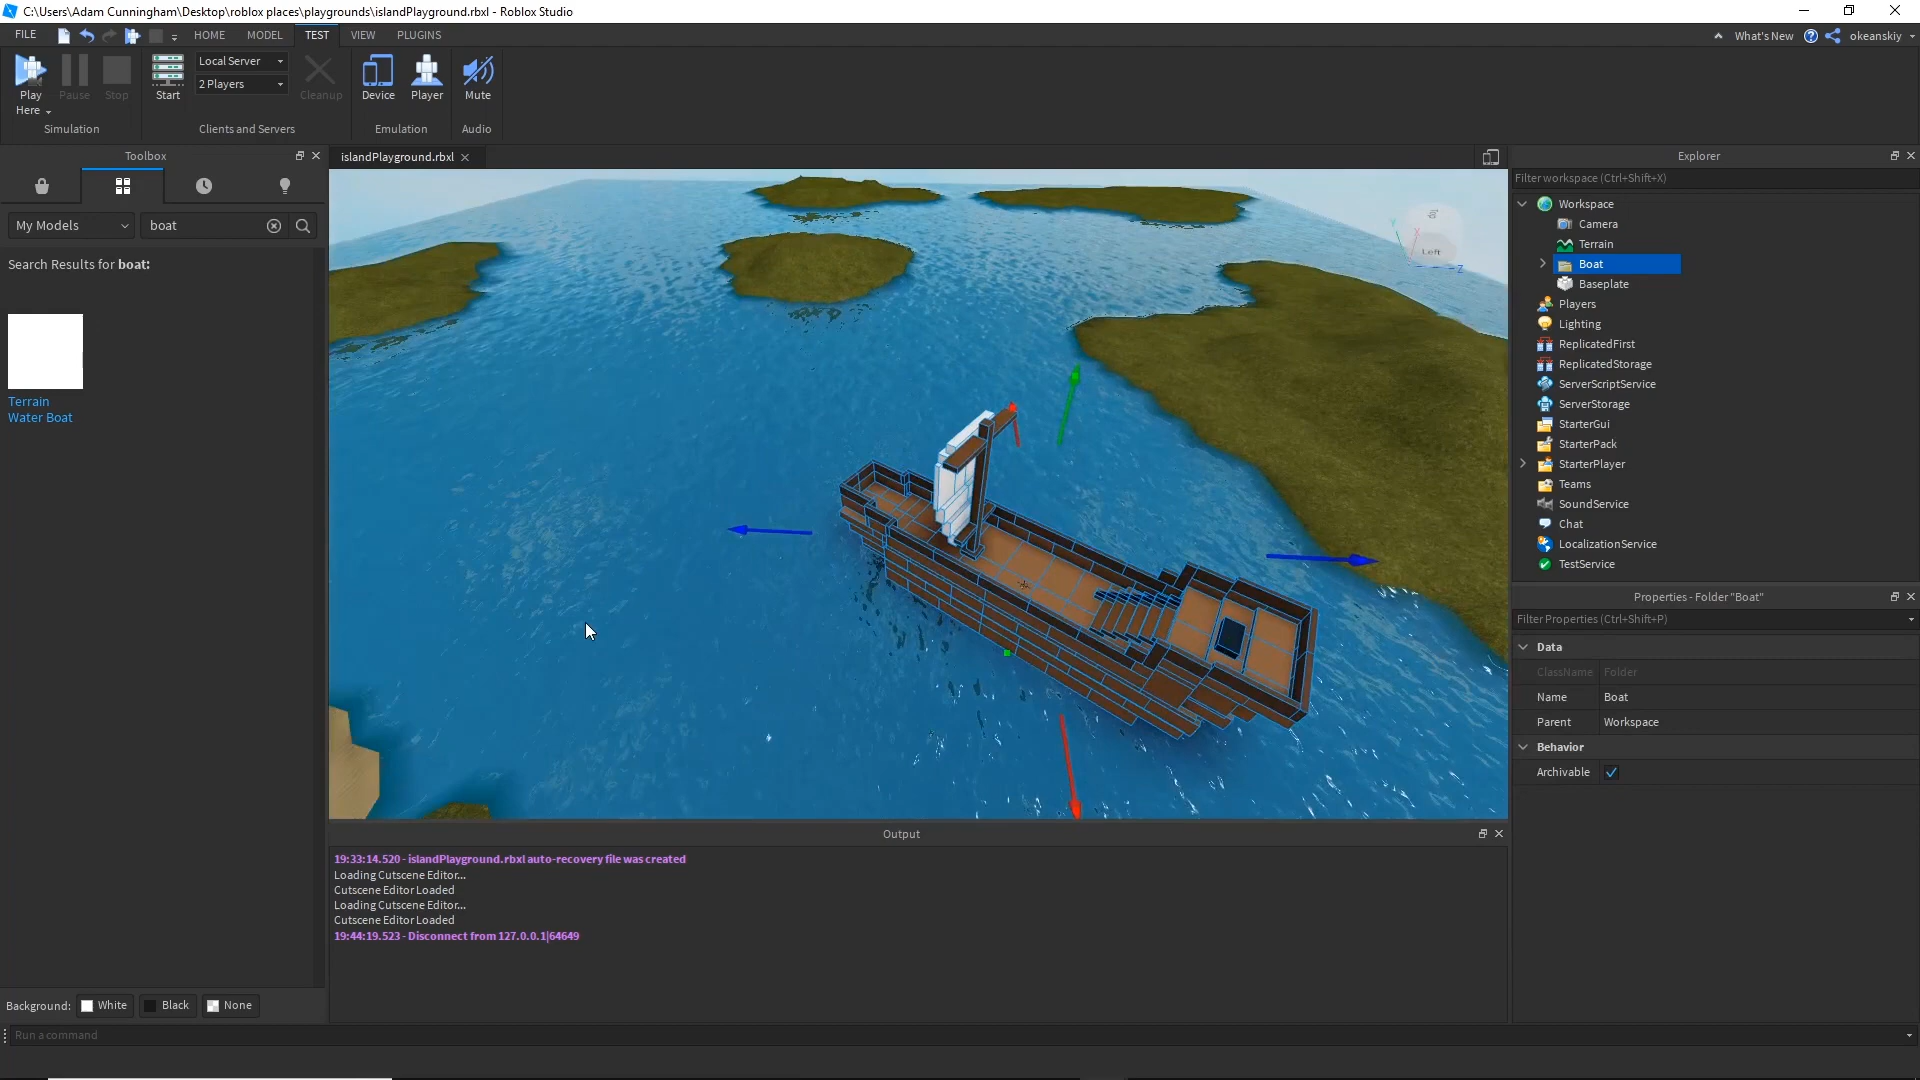 C:\Users\Adam Cunningham\Desktop\roblox places\playgrounds\islandPlayground.rbxl - Roblox Studio
FILE HOME MODEL TEST VIEW PLUGINS What's New okeanskiy
Play Here
Pause
Stop
Simulation
Start
Local Server
2 Players
Cleanup
Clients and Servers
Device
Player
Emulation
Mute
Audio
Toolbox
My Models
boat
Search Results for boat:
Terrain
Water Boat
Background: White Black None
islandPlayground.rbxl
Left
Y
X
Z
Output
19:33:14.520 - islandPlayground.rbxl auto-recovery file was created
Loading Cutscene Editor...
Cutscene Editor Loaded
Loading Cutscene Editor...
Cutscene Editor Loaded
19:44:19.523 - Disconnect from 127.0.0.1|64649
Explorer
Filter workspace (Ctrl+Shift+X)
Workspace
Camera
Terrain
Boat
Baseplate
Players
Lighting
ReplicatedFirst
ReplicatedStorage
ServerScriptService
ServerStorage
StarterGui
StarterPack
StarterPlayer
Teams
SoundService
Chat
LocalizationService
TestService
Properties - Folder "Boat"
Filter Properties (Ctrl+Shift+P)
Data
ClassName Folder
Name Boat
Parent Workspace
Behavior
Archivable
Run a command